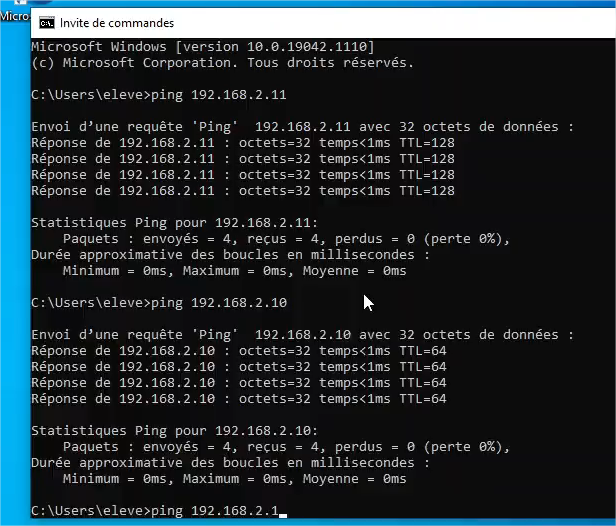 Micros
Invite de commandes
Microsoft Windows [version 10.0.19042.1110]
(c) Microsoft Corporation. Tous droits réservés.
C:\Users\eleve>ping 192.168.2.11
Envoi d’une requête 'Ping'  192.168.2.11 avec 32 octets de données :
Réponse de 192.168.2.11 : octets=32 temps<1ms TTL=128
Réponse de 192.168.2.11 : octets=32 temps<1ms TTL=128
Réponse de 192.168.2.11 : octets=32 temps<1ms TTL=128
Réponse de 192.168.2.11 : octets=32 temps<1ms TTL=128
Statistiques Ping pour 192.168.2.11:
    Paquets : envoyés = 4, reçus = 4, perdus = 0 (perte 0%),
Durée approximative des boucles en millisecondes :
    Minimum = 0ms, Maximum = 0ms, Moyenne = 0ms
C:\Users\eleve>ping 192.168.2.10
Envoi d’une requête 'Ping'  192.168.2.10 avec 32 octets de données :
Réponse de 192.168.2.10 : octets=32 temps<1ms TTL=64
Réponse de 192.168.2.10 : octets=32 temps<1ms TTL=64
Réponse de 192.168.2.10 : octets=32 temps<1ms TTL=64
Réponse de 192.168.2.10 : octets=32 temps<1ms TTL=64
Statistiques Ping pour 192.168.2.10:
    Paquets : envoyés = 4, reçus = 4, perdus = 0 (perte 0%),
Durée approximative des boucles en millisecondes :
    Minimum = 0ms, Maximum = 0ms, Moyenne = 0ms
C:\Users\eleve>ping 192.168.2.1